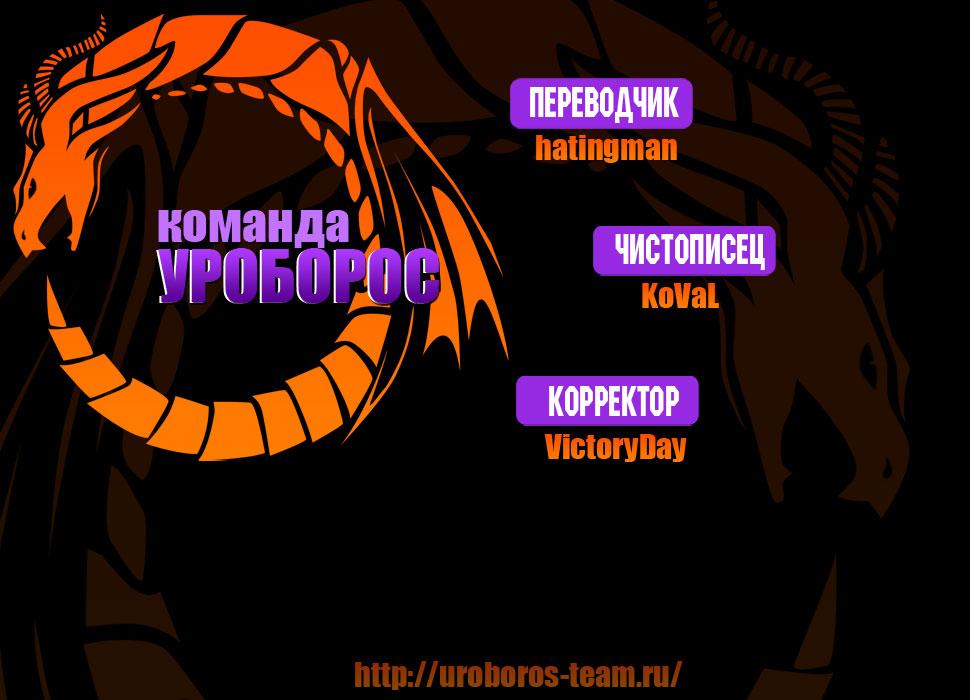 команда
УРОБОРОС
ПЕРЕВОДЧИК
hatingman
ЧИСТОПИСЕЦ
KoVaL
КОРРЕКТОР
VictoryDay
http://uroboros-team.ru/